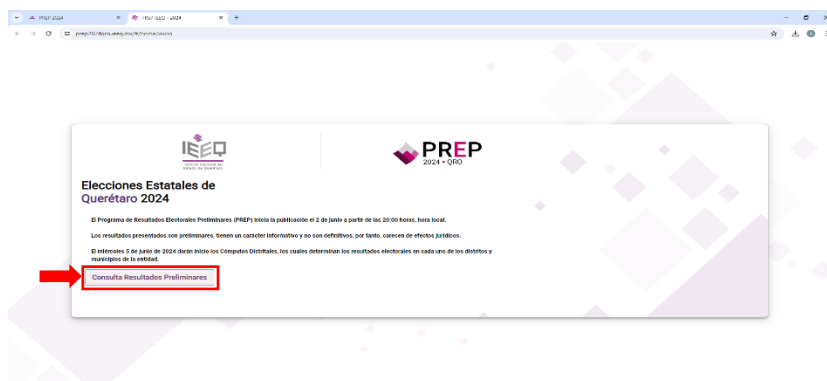 PREP 2024
PREP IEEQ - 2024
IEEQ
PREP
2024 • QRO
Elecciones Estatales de
Querétaro 2024
El Programa de Resultados Electorales Preliminares (PREP) inicia la publicación el 2 de junio a partir de las 20:00 horas, hora local.
Los resultados presentados son preliminares, tienen un carácter informativo y no son definitivos, por tanto, carecen de efectos jurídicos.
El miércoles 5 de junio de 2024 darán inicio los Cómputos Distritales, los cuales determinan los resultados electorales en cada uno de los distritos y
municipios de la entidad.
Consulta Resultados Preliminares